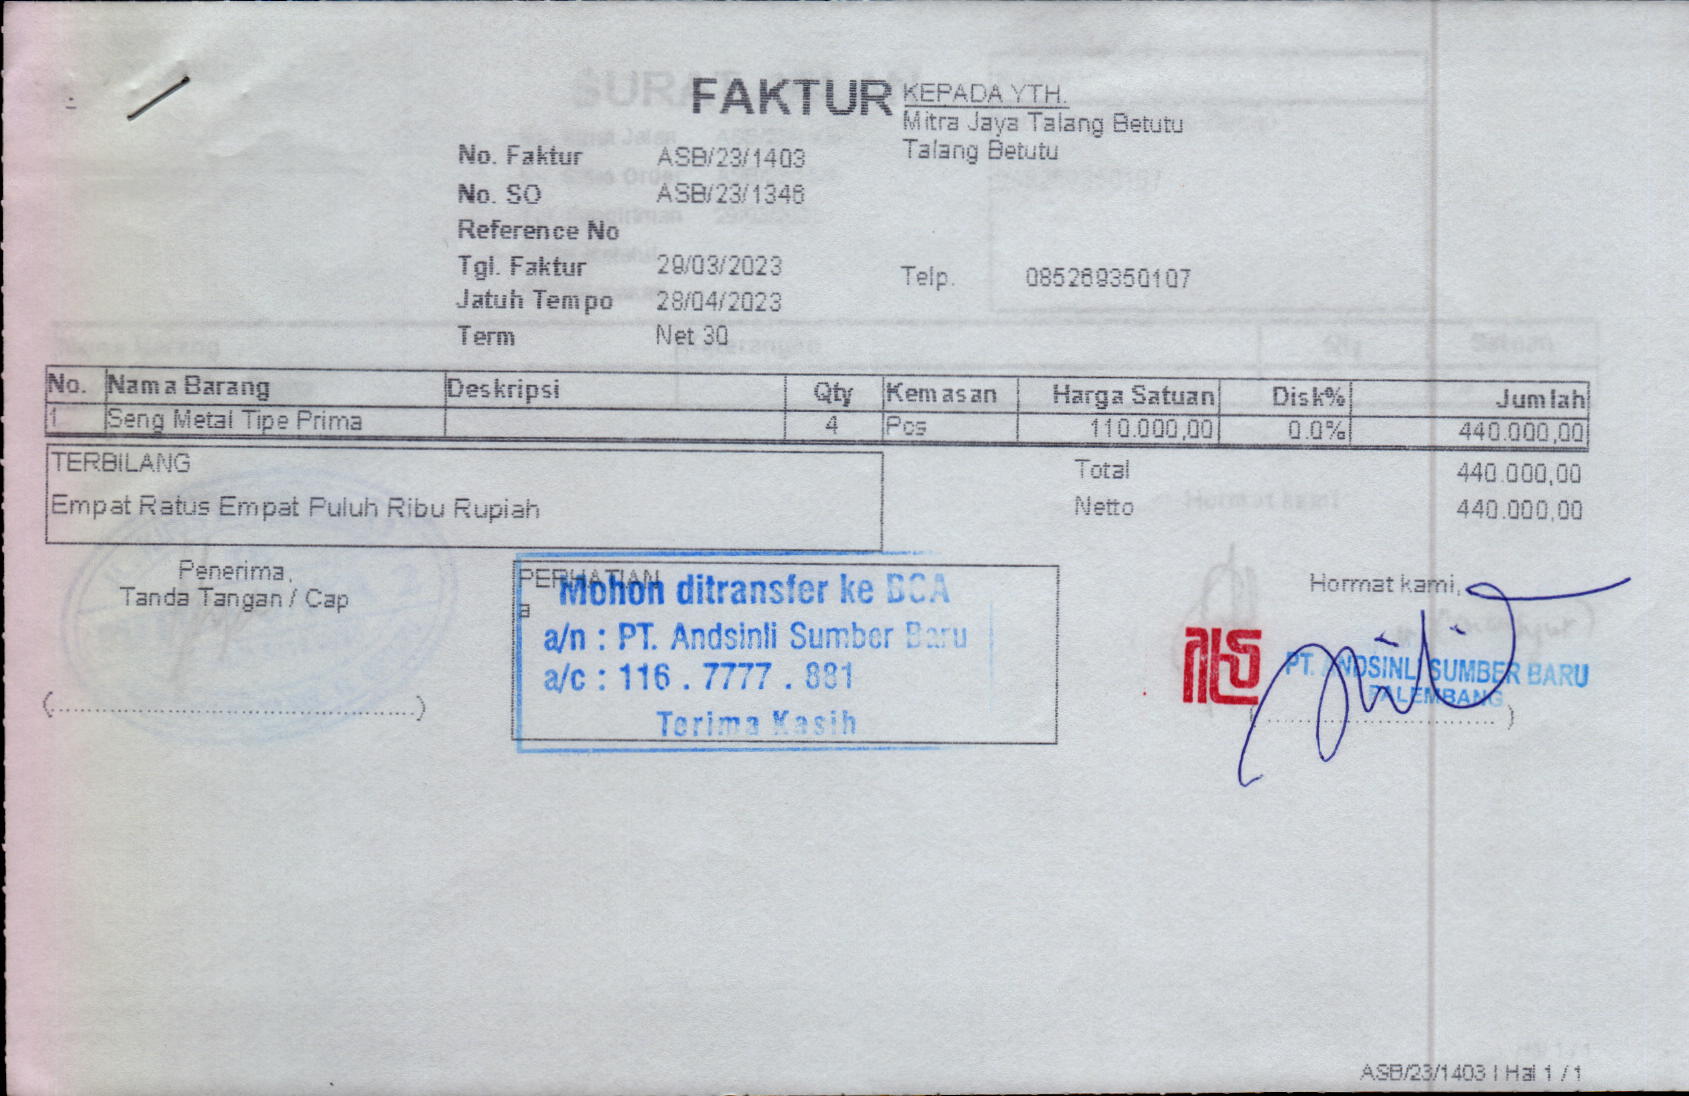 FAKTUR
KEPADA YTH.
Mitra Jaya Talang Betutu
Talang Betutu
No. Faktur ASB/23/1403
No. SO ASB/23/1346
Reference No
Tgl. Faktur 29/03/2023
Telp. 085269350107
Jatuh Tempo 28/04/2023
Term Net 30
No. Nama Barang Deskripsi Qty Kemasan Harga Satuan Disk% Jumlah
1 Seng Metal Tipe Prima 4 Pcs 110.000,00 0.0% 440.000,00
TERBILANG
Empat Ratus Empat Puluh Ribu Rupiah
Total 440.000,00
Netto 440.000,00
Penerima,
Tanda Tangan / Cap
(....................................................)
PERHATIAN
a
Mohon ditransfer ke BCA
a/n : PT. Andsinli Sumber Baru
a/c : 116 . 7777 . 881
Terima Kasih
Hormat kami,
PT. ANDSINLI SUMBER BARU
PALEMBANG
(................................)
ASB/23/1403 | Hal 1 / 1